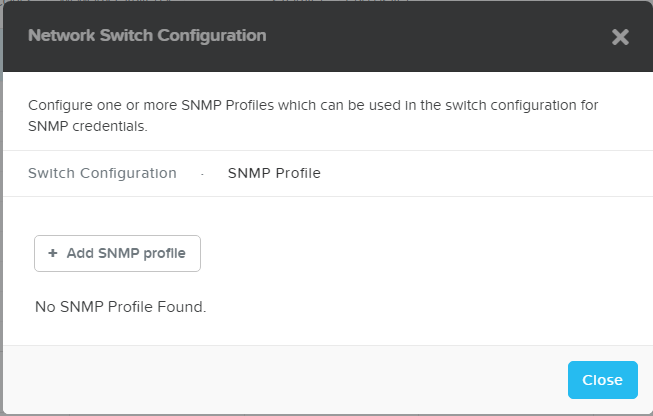 Network Switch Configuration
Configure one or more SNMP Profiles which can be used in the switch configuration for
SNMP credentials.
Switch Configuration · SNMP Profile
+ Add SNMP profile
No SNMP Profile Found.
Close